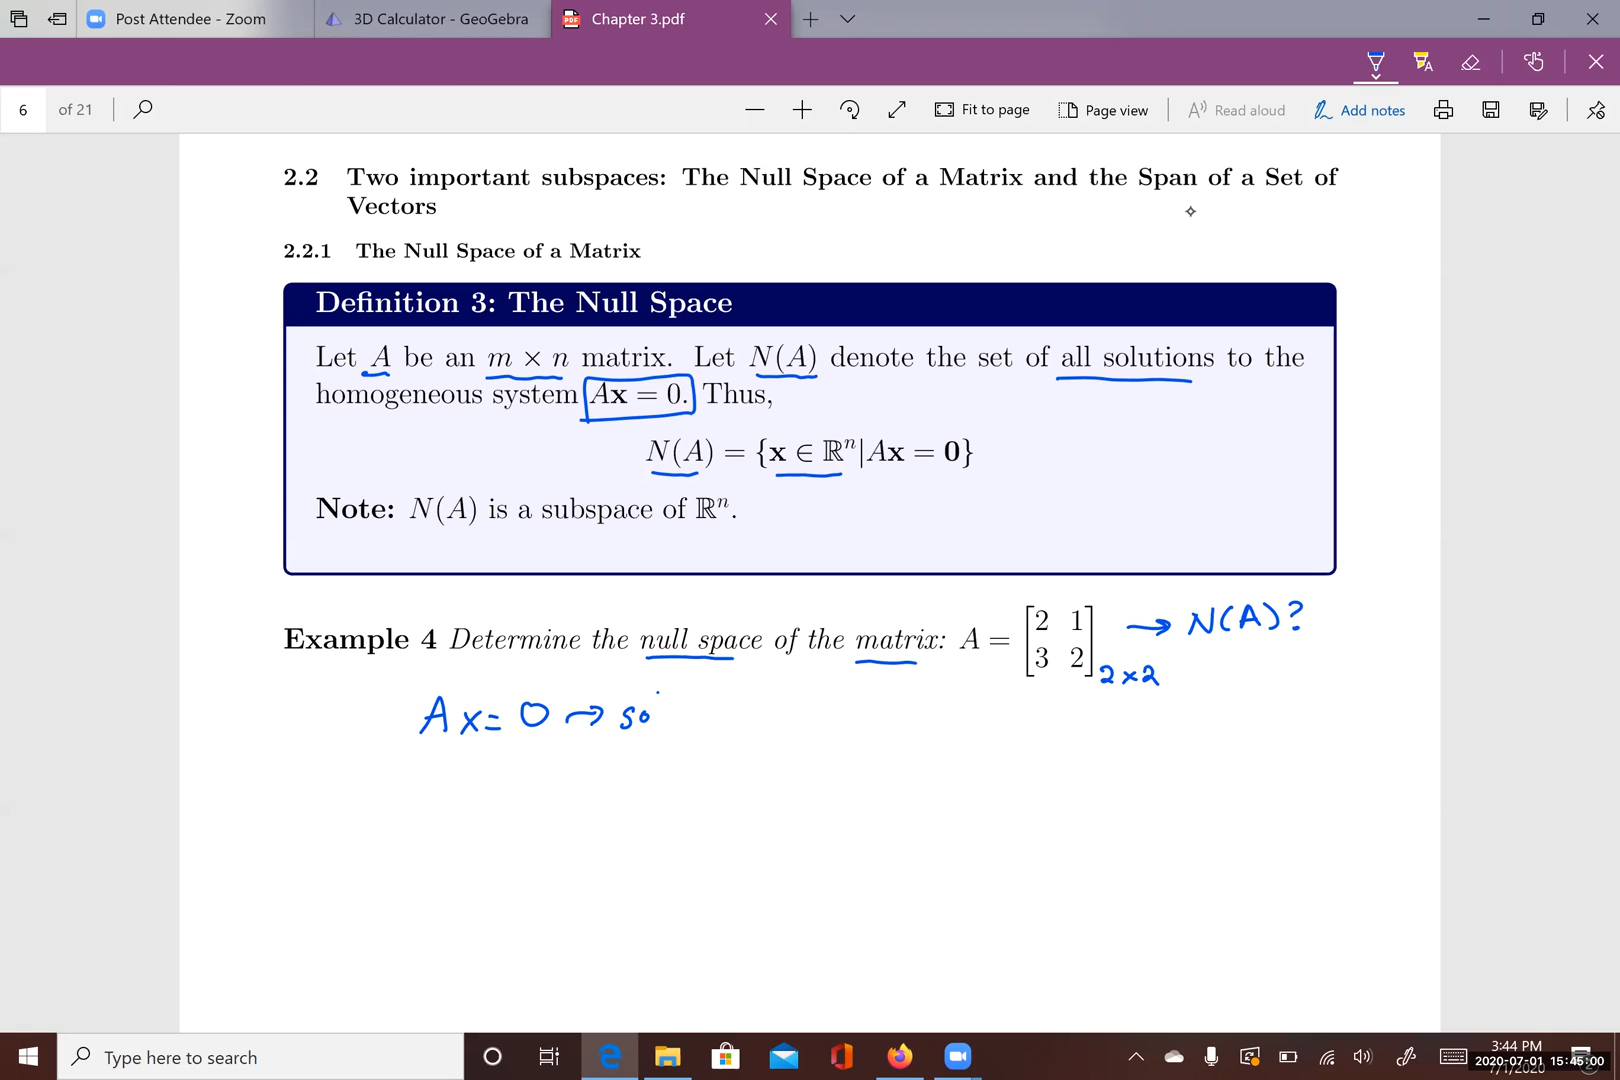 Post Attendee - Zoom
3D Calculator - GeoGebra
Chapter 3.pdf
6 of 21
Fit to page
Page view
Read aloud
Add notes
2.2 Two important subspaces: The Null Space of a Matrix and the Span of a Set of
Vectors
2.2.1 The Null Space of a Matrix
Definition 3: The Null Space
Let A be an m × n matrix. Let N(A) denote the set of all solutions to the
homogeneous system Ax = 0. Thus,
N(A) = {x ∈ ℝⁿ|Ax = 0}
Note: N(A) is a subspace of ℝⁿ.
Example 4 Determine the null space of the matrix: A = [2 1
3 2]
2×2
→ N(A)?
Ax = 0 → so
Type here to search
3:44 PM
2020-07-01 15:45:00